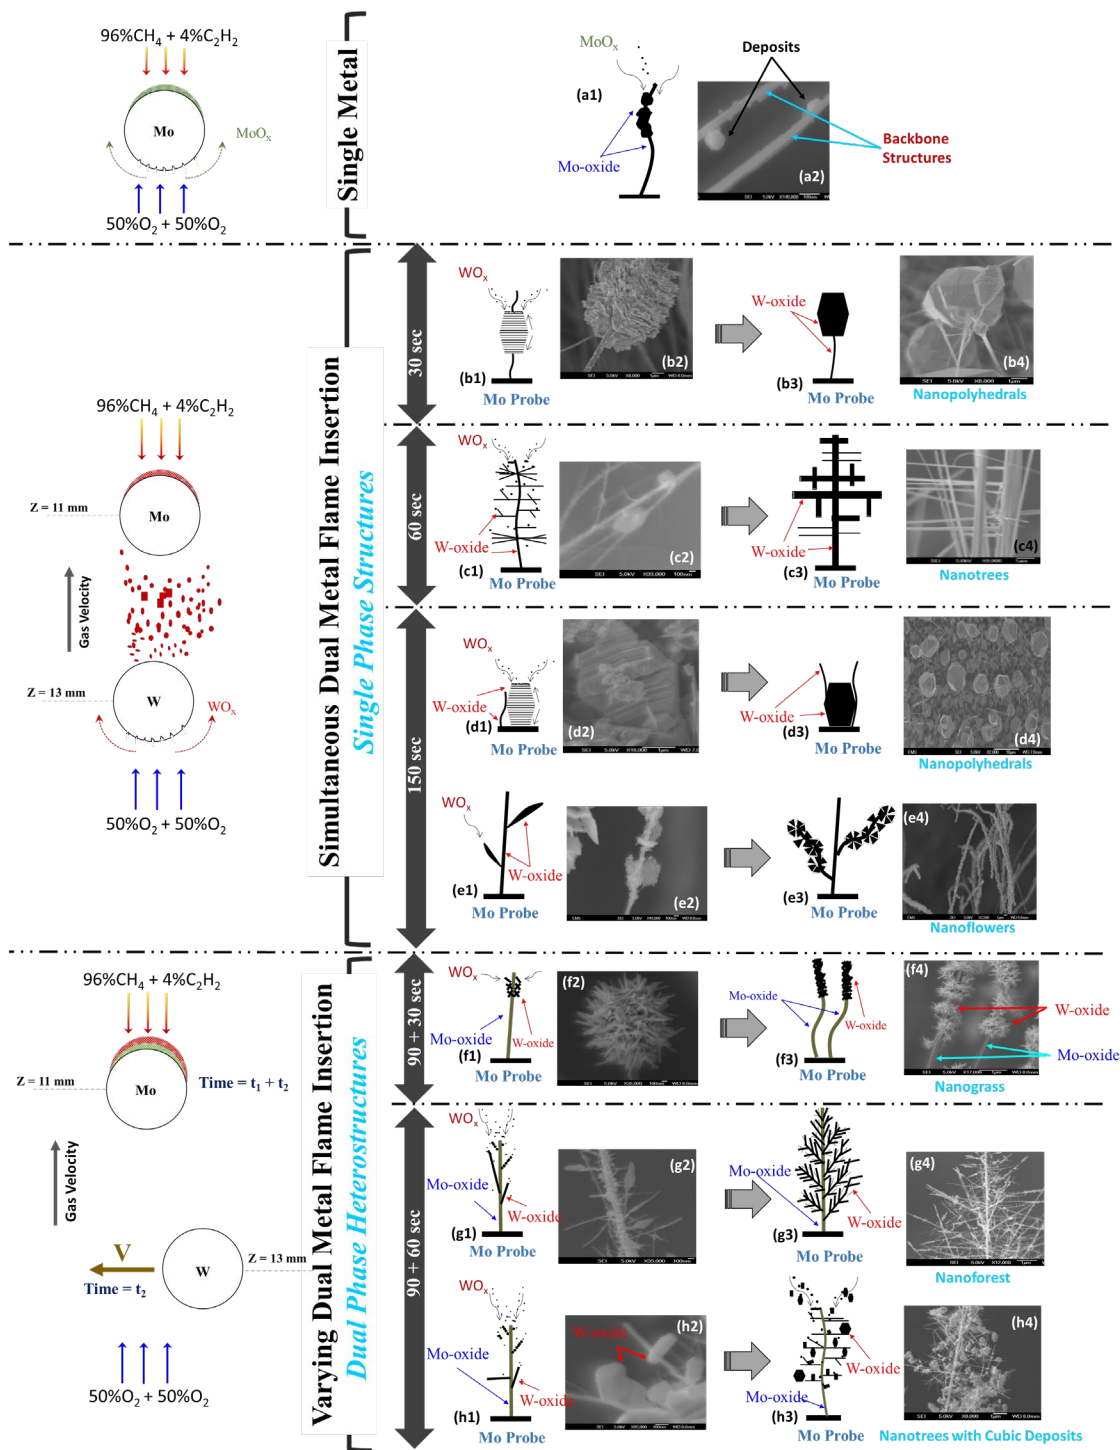 96%CH₄ + 4%C₂H₂
Mo
MoOₓ
50%O₂ + 50%O₂
Single Metal
MoOₓ
(a1)
Mo-oxide
Deposits
Backbone
Structures
(a2)
96%CH₄ + 4%C₂H₂
Z = 11 mm
Mo
Gas Velocity
Z = 13 mm
W
WOₓ
50%O₂ + 50%O₂
Simultaneous Dual Metal Flame Insertion
Single Phase Structures
30 sec
WOₓ
(b1)
Mo Probe
(b2)
W-oxide
(b3)
Mo Probe
(b4)
Nanopolyhedrals
60 sec
WOₓ
W-oxide
(c1)
Mo Probe
(c2)
W-oxide
(c3)
Mo Probe
(c4)
Nanotrees
150 sec
WOₓ
W-oxide
(d1)
Mo Probe
(d2)
W-oxide
(d3)
Mo Probe
(d4)
Nanopolyhedrals
WOₓ
W-oxide
(e1)
Mo Probe
(e2)
(e3)
Mo Probe
(e4)
Nanoflowers
96%CH₄ + 4%C₂H₂
Z = 11 mm
Mo
Time = t₁ + t₂
Gas Velocity
V
Time = t₂
W
Z = 13 mm
50%O₂ + 50%O₂
Varying Dual Metal Flame Insertion
Dual Phase Heterostructures
90 + 30 sec
WOₓ
Mo-oxide
W-oxide
(f1)
Mo Probe
(f2)
Mo-oxide
W-oxide
(f3)
Mo Probe
(f4)
W-oxide
Mo-oxide
Nanograss
90 + 60 sec
WOₓ
Mo-oxide
W-oxide
(g1)
Mo Probe
(g2)
Mo-oxide
W-oxide
(g3)
Mo Probe
(g4)
Nanoforest
WOₓ
Mo-oxide
W-oxide
(h1)
Mo Probe
W-oxide
(h2)
W-oxide
Mo-oxide
(h3)
Mo Probe
(h4)
Nanotrees with Cubic Deposits